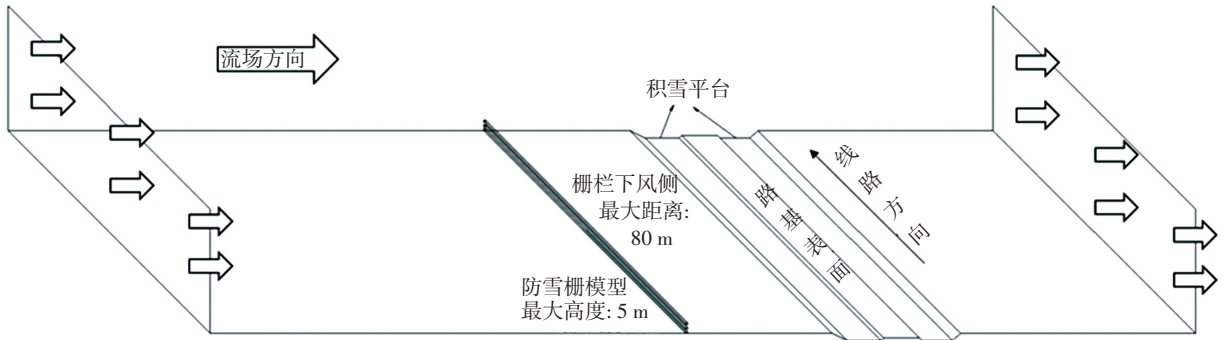 流场方向
积雪平台
栅栏下风侧
最大距离:
80 m
线路方向
路基表面
防雪栅模型
最大高度: 5 m